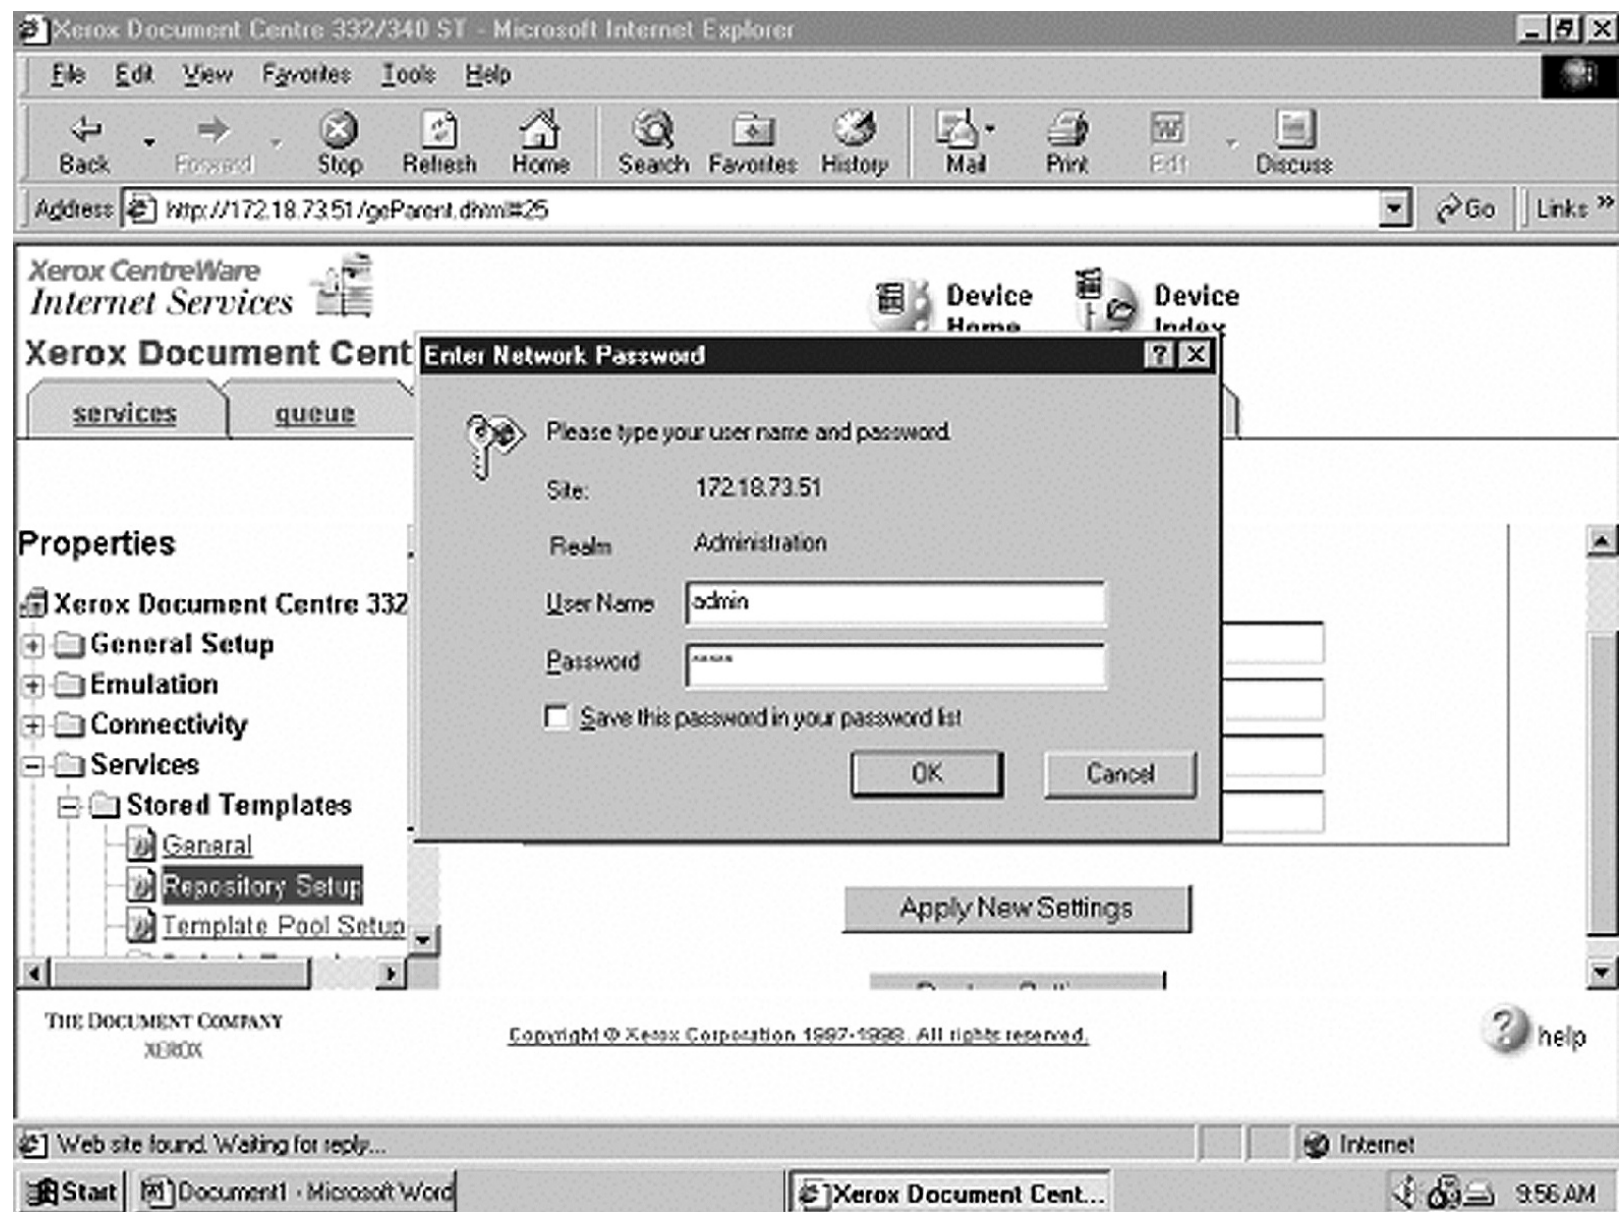 Xerox Document Centre 332/340 ST - Microsoft Internet Explorer
File Edit View Favorites Tools Help
Back Forward Stop Refresh Home Search Favorites History Mail Print Edit Discuss
Address http://172.18.73.51/geParent.dhtml#25 Go Links »
Xerox CentreWare
Internet Services
Device Home
Device Index
Xerox Document Cent
services queue
Enter Network Password
Please type your user name and password.
Site: 172.18.73.51
Realm Administration
User Name admin
Password *****
Save this password in your password list
OK Cancel
Properties
Xerox Document Centre 332
General Setup
Emulation
Connectivity
Services
Stored Templates
General
Repository Setup
Template Pool Setup
Apply New Settings
THE DOCUMENT COMPANY
XEROX
Copyright © Xerox Corporation 1997-1998. All rights reserved.
help
Web site found. Waiting for reply... Internet
Start Document1 - Microsoft Word Xerox Document Cent... 9:56 AM